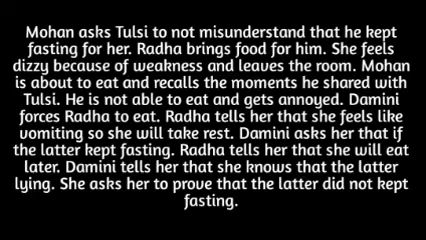 Mohan asks Tulsi to not misunderstand that he kept
fasting for her. Radha brings food for him. She feels
dizzy because of weakness and leaves the room. Mohan
is about to eat and recalls the moments he shared with
Tulsi. He is not able to eat and gets annoyed. Damini
forces Radha to eat. Radha tells her that she feels like
vomiting so she will take rest. Damini asks her that if
the latter kept fasting. Radha tells her that she will eat
later. Damini tells her that she knows that the latter
lying. She asks her to prove that the latter did not kept
fasting.